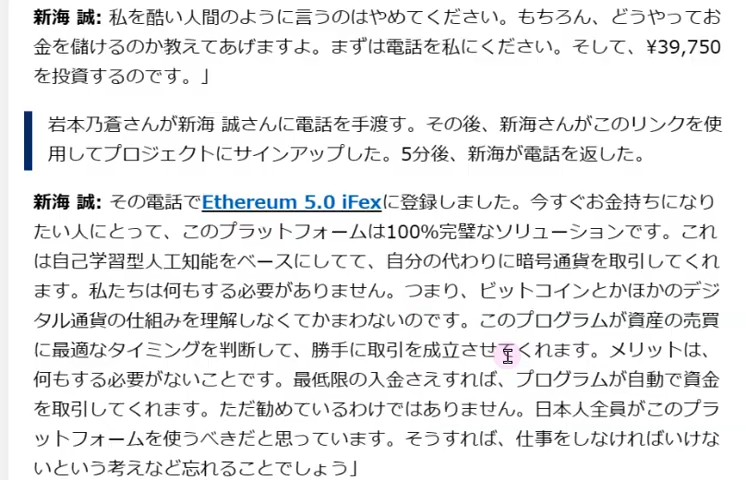 新海 誠: 私を酷い人間のように言うのはやめてください。もちろん、どうやってお
金を儲けるのか教えてあげますよ。まずは電話を私にください。そして、¥39,750
を投資するのです。」
岩本乃蒼さんが新海 誠さんに電話を手渡す。その後、新海さんがこのリンクを使
用してプロジェクトにサインアップした。5分後、新海が電話を返した。
新海 誠: その電話でEthereum 5.0 iFexに登録しました。今すぐお金持ちになり
たい人にとって、このプラットフォームは100%完璧なソリューションです。これ
は自己学習型人工知能をベースにしてて、自分の代わりに暗号通貨を取引してくれ
ます。私たちは何もする必要がありません。つまり、ビットコインとかほかのデジ
タル通貨の仕組みを理解しなくてかまわないのです。このプログラムが資産の売買
に最適なタイミングを判断して、勝手に取引を成立させてくれます。メリットは、
何もする必要がないことです。最低限の入金さえすれば、プログラムが自動で資金
を取引してくれます。ただ勧めているわけではありません。日本人全員がこのプラ
ットフォームを使うべきだと思っています。そうすれば、仕事をしなければいけな
いという考えなど忘れることでしょう」